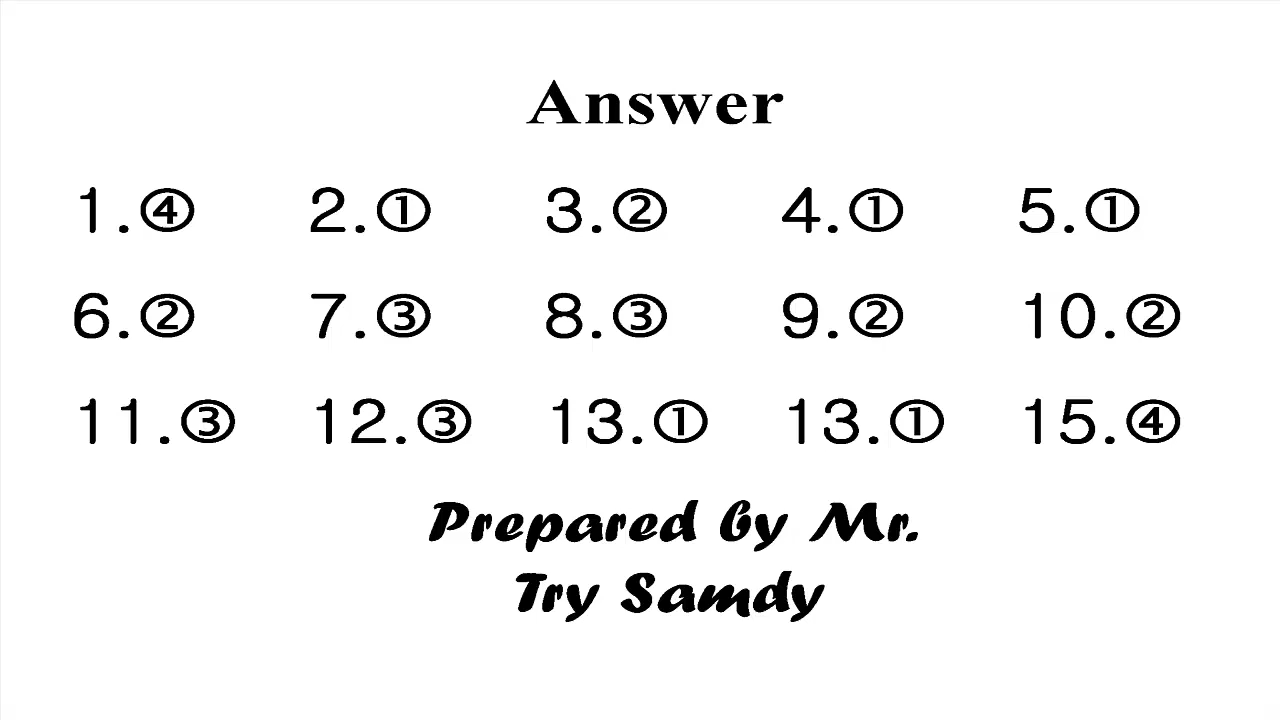 Answer
1.④ 2.① 3.② 4.① 5.①
6.② 7.③ 8.③ 9.② 10.②
11.③ 12.③ 13.① 13.① 15.④
Prepared by Mr.
Try Samdy